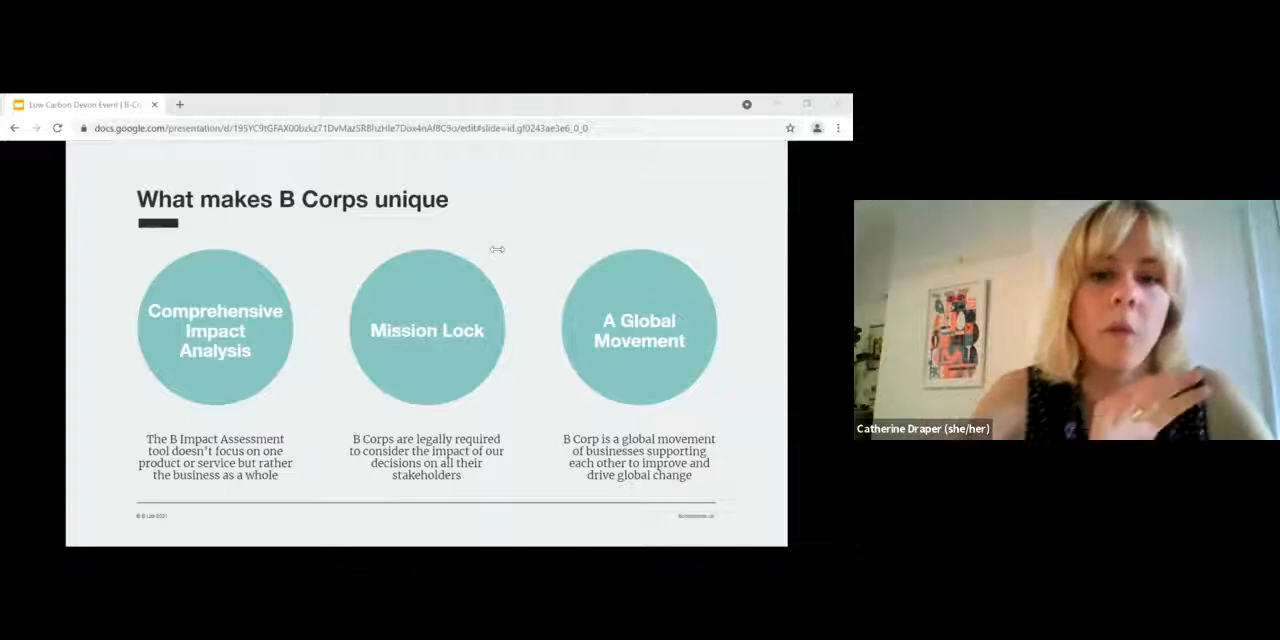 Low Carbon Devon Event | B-Co
What makes B Corps unique
Comprehensive
Impact
Analysis
Mission Lock
A Global
Movement
The B Impact Assessment
tool doesn't focus on one
product or service but rather
the business as a whole
B Corps are legally required
to consider the impact of our
decisions on all their
stakeholders
B Corp is a global movement
of businesses supporting
each other to improve and
drive global change
© B Lab 2021
Catherine Draper (she/her)